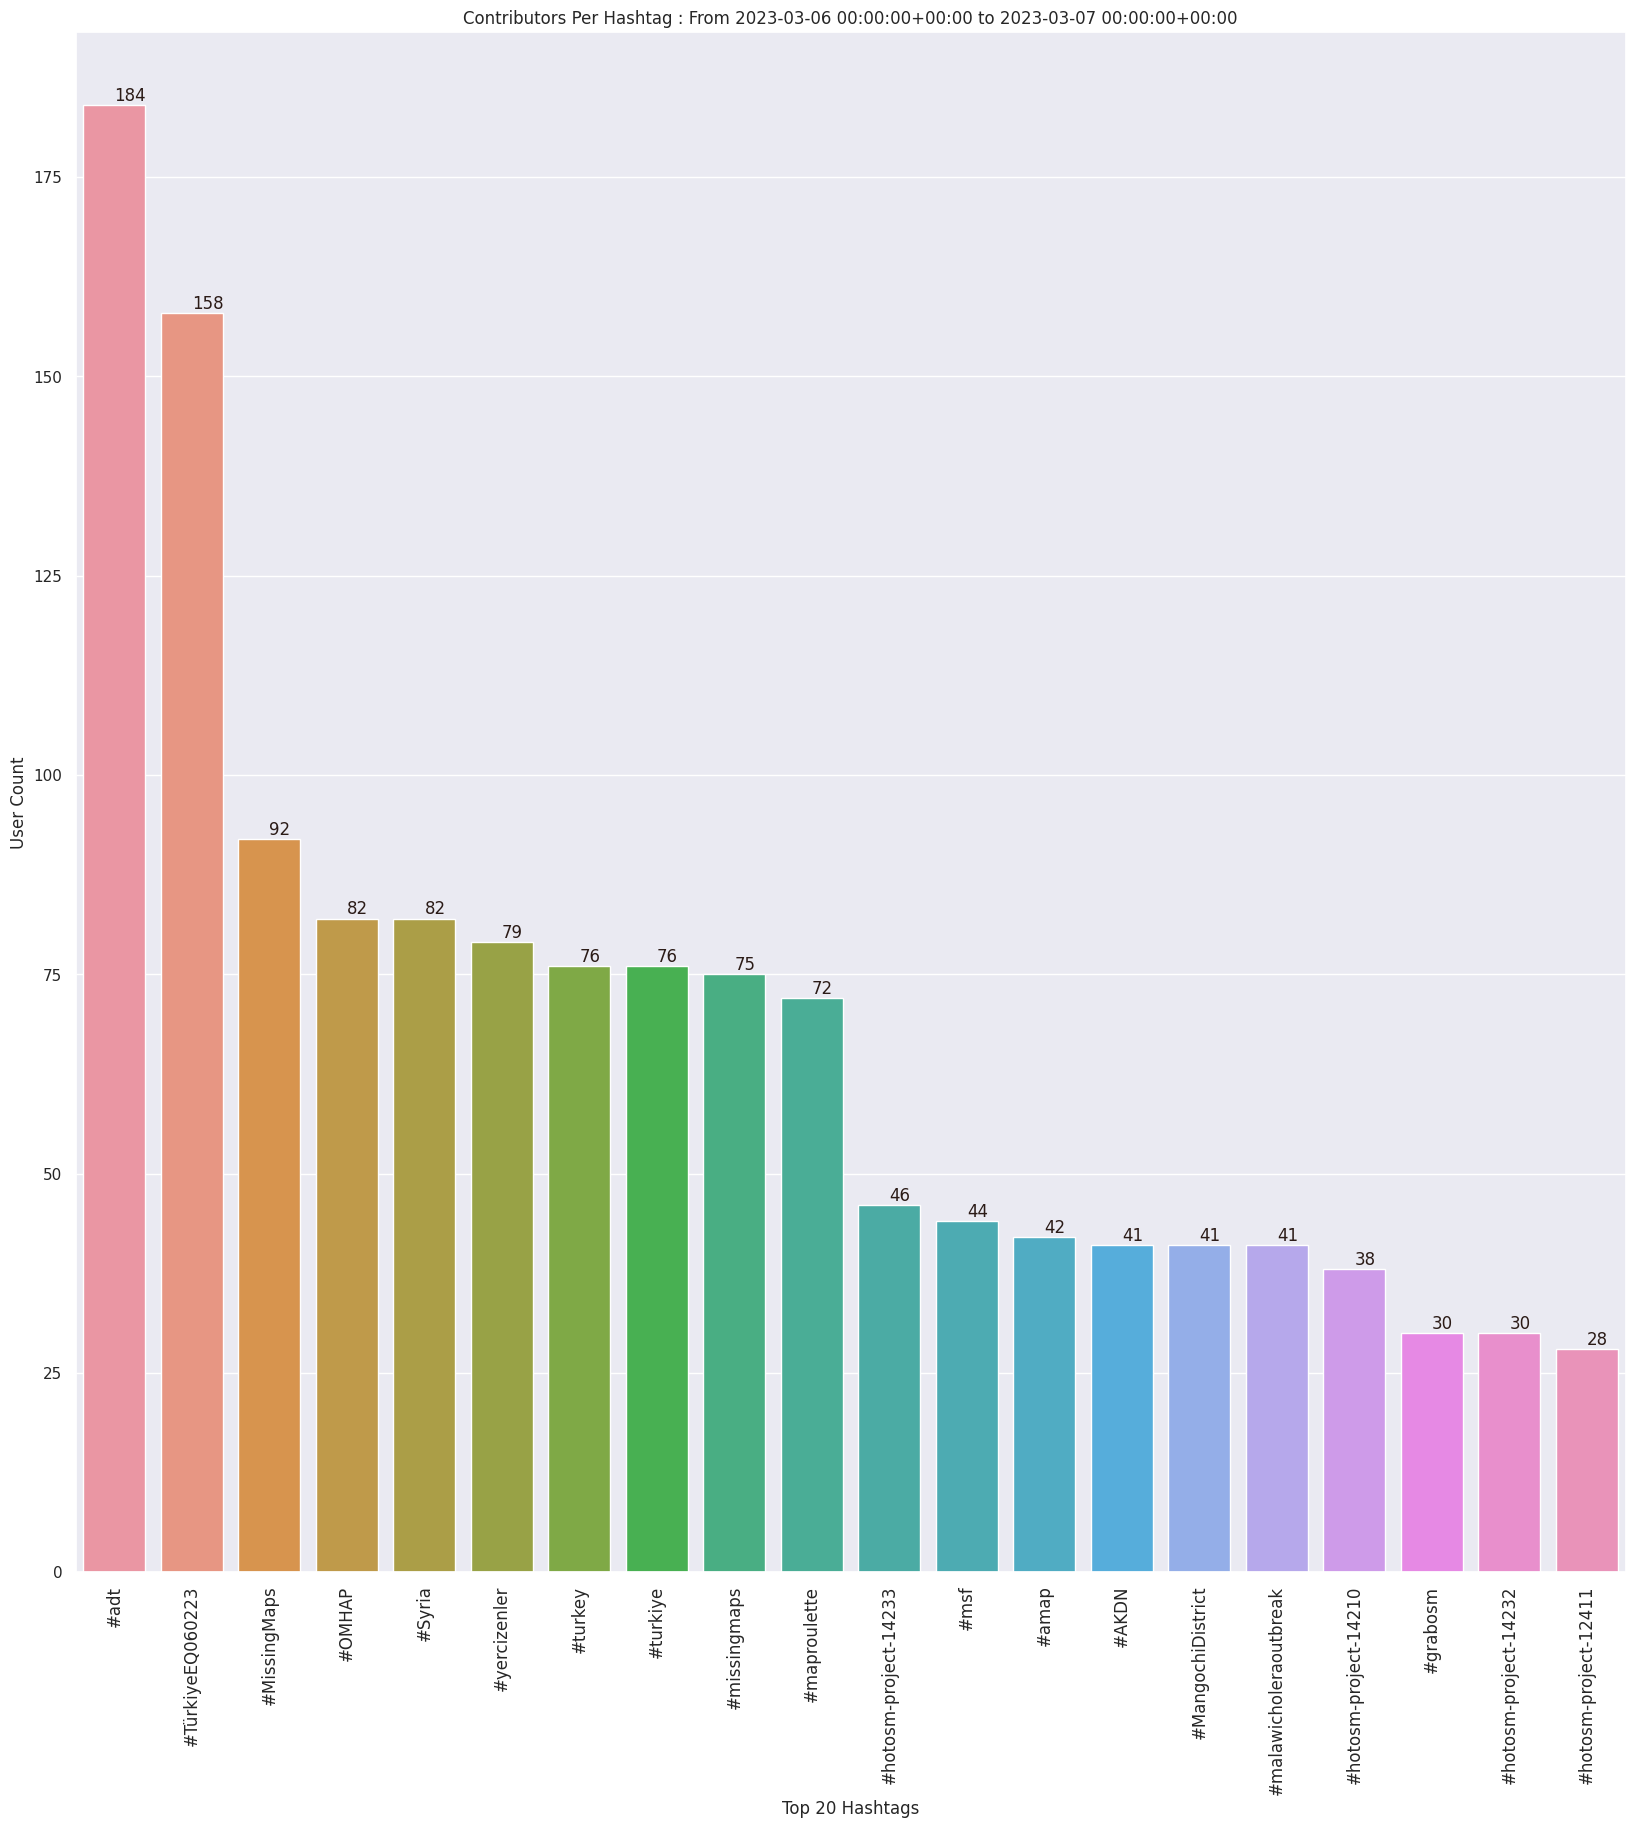 Contributors Per Hashtag : From 2023-03-06 00:00:00+00:00 to 2023-03-07 00:00:00+00:00
User Count
175
150
125
100
75
50
25
0
184
158
92
82
82
79
76
76
75
72
46
44
42
41
41
41
38
30
30
28
#adt
#TürkiyeEQ060223
#MissingMaps
#OMHAP
#Syria
#yercizenler
#turkey
#turkiye
#missingmaps
#maproulette
#hotosm-project-14233
#msf
#amap
#AKDN
#MangochiDistrict
#malawicholeraoutbreak
#hotosm-project-14210
#grabosm
#hotosm-project-14232
#hotosm-project-12411
Top 20 Hashtags